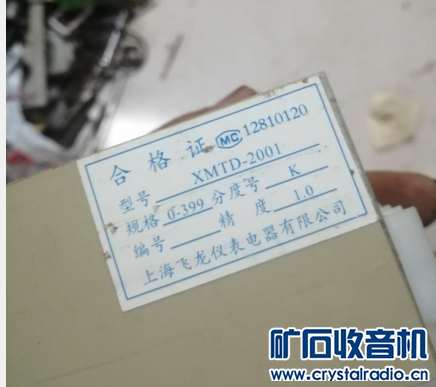 合格证 MC 12810120
型号 XMTD-2001
规格 0-399 分度号 K
编号 精度 1.0
上海飞龙仪表电器有限公司
矿石收音机
www.crystalradio.cn